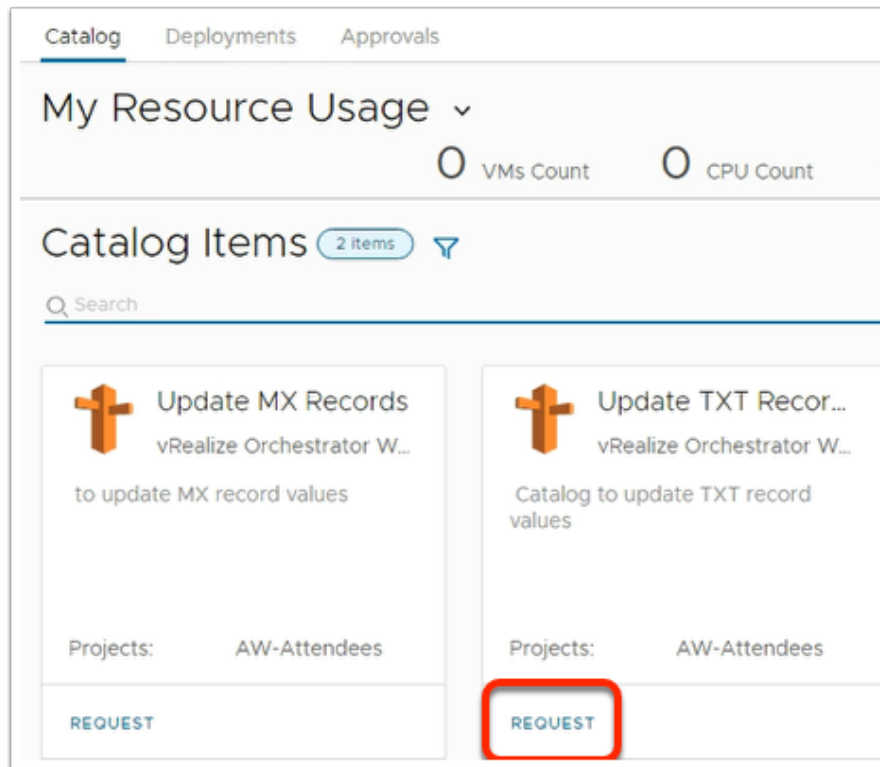 Catalog Deployments Approvals
My Resource Usage
0 VMs Count 0 CPU Count
Catalog Items 2 items
Search
Update MX Records
vRealize Orchestrator W...
to update MX record values
Projects: AW-Attendees
REQUEST
Update TXT Recor...
vRealize Orchestrator W...
Catalog to update TXT record
values
Projects: AW-Attendees
REQUEST